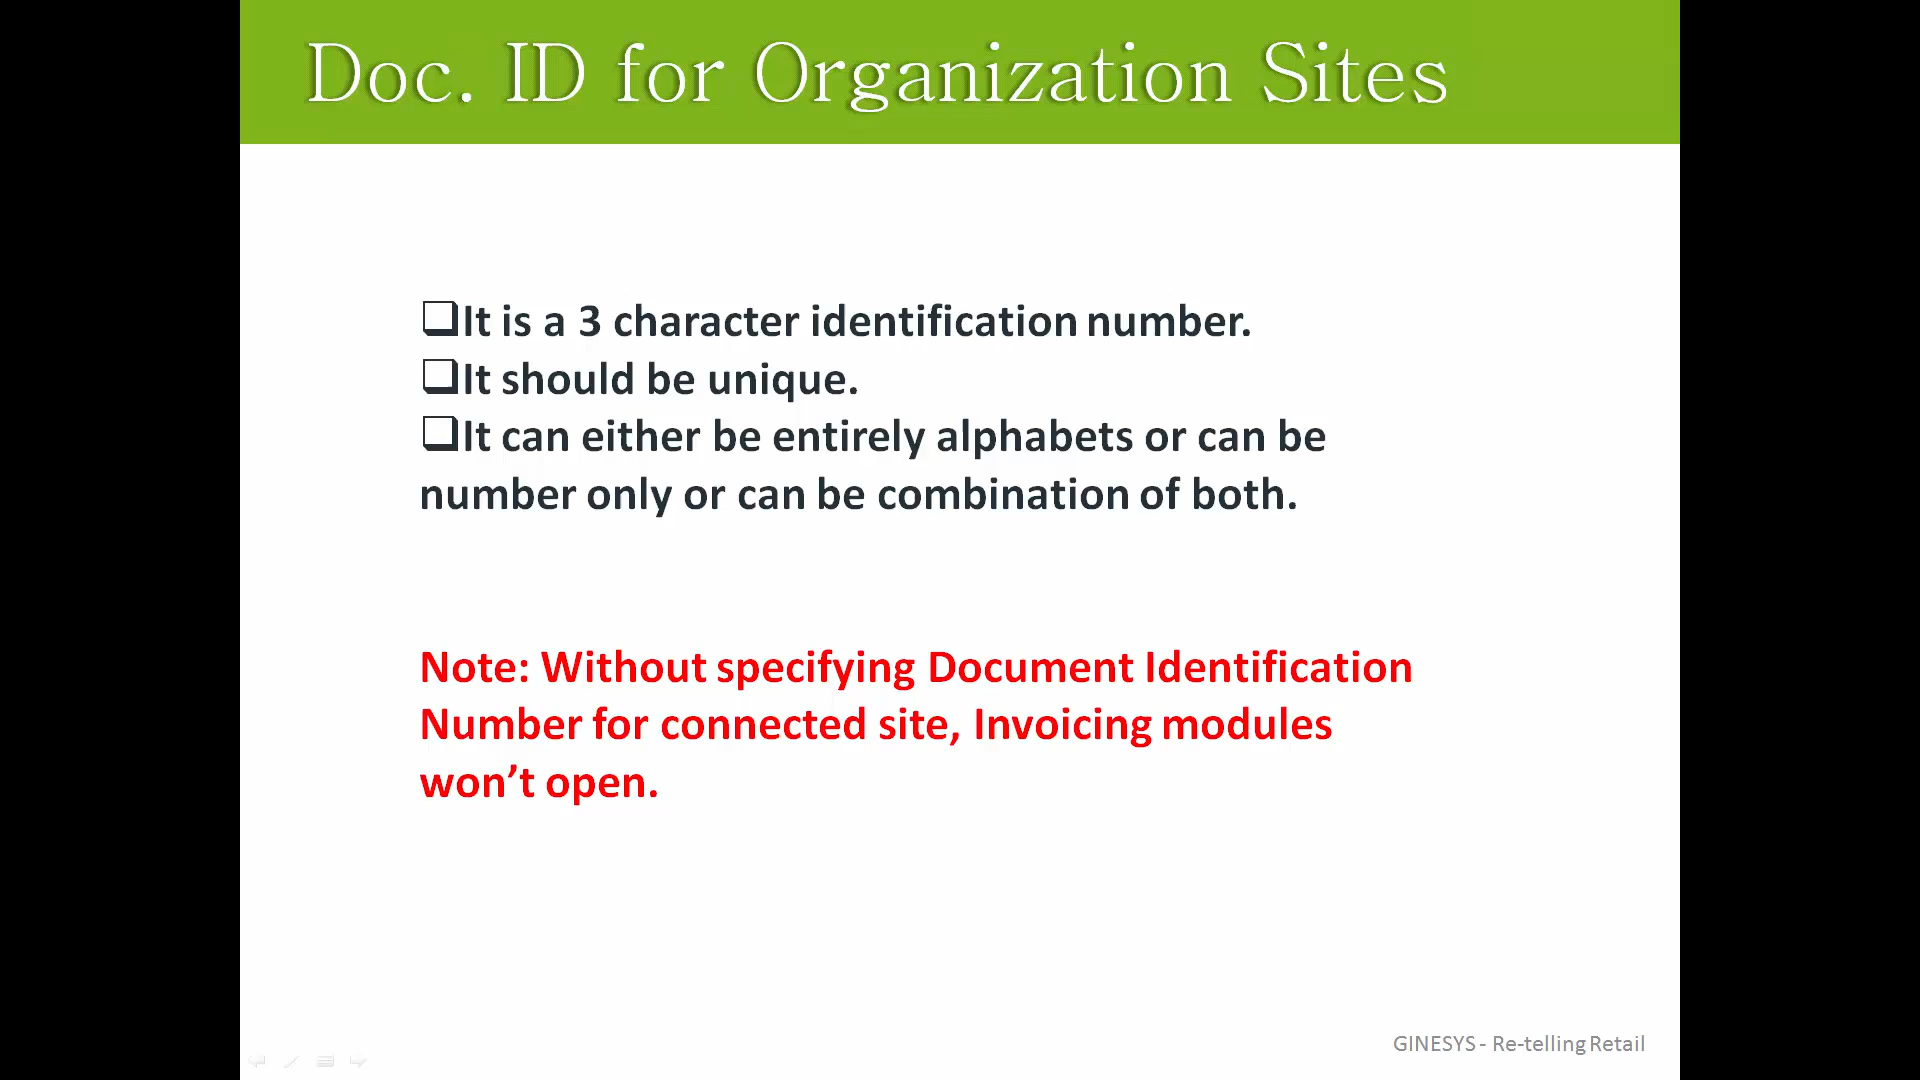 Doc. ID for Organization Sites
❑It is a 3 character identification number.
❑It should be unique.
❑It can either be entirely alphabets or can be
number only or can be combination of both.
Note: Without specifying Document Identification
Number for connected site, Invoicing modules
won’t open.
GINESYS - Re-telling Retail